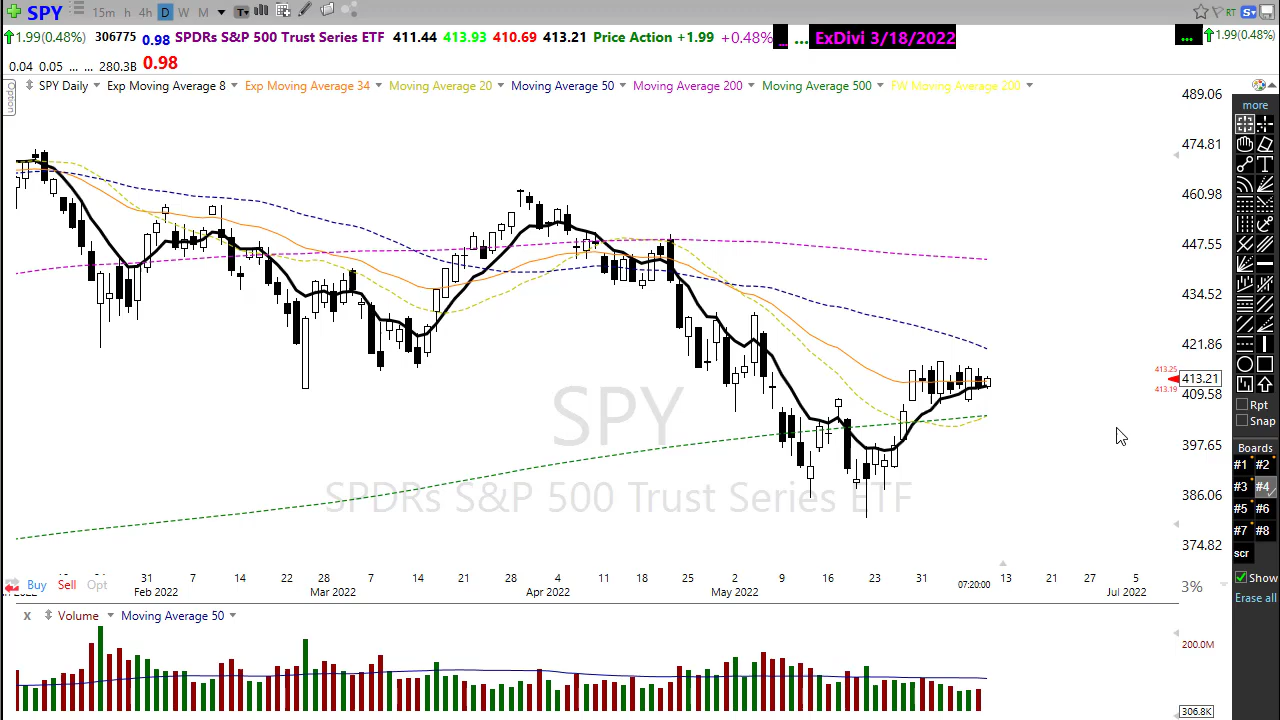 SPY 15m h 4h D W M T RT S
1.99(0.48%) 306775 0.98 SPDRs S&P 500 Trust Series ETF 411.44 413.93 410.69 413.21 Price Action +1.99 +0.48% ... ... ExDivi 3/18/2022 ... 1.99(0.48%)
0.04 0.05 ... ... 280.3B 0.98
Option
SPY Daily Exp Moving Average 8 Exp Moving Average 34 Moving Average 20 Moving Average 50 Moving Average 200 Moving Average 500 FW Moving Average 200
489.06
474.81
460.98
447.55
434.52
421.86
413.25
413.21
413.19
409.58
397.65
386.06
374.82
SPY
SPDRs S&P 500 Trust Series ETF
31 7 14 22 28 7 14 21 28 4 11 18 25 2 9 16 23 31 07:20:00 13 21 27 5
Feb 2022 Mar 2022 Apr 2022 May 2022 Jul 2022
Buy Sell Opt
3%
x Volume Moving Average 50
200.0M
306.8K
more
T
Rpt
Snap
Boards
#1 #2
#3 #4
#5 #6
#7 #8
scr
Show
Erase all